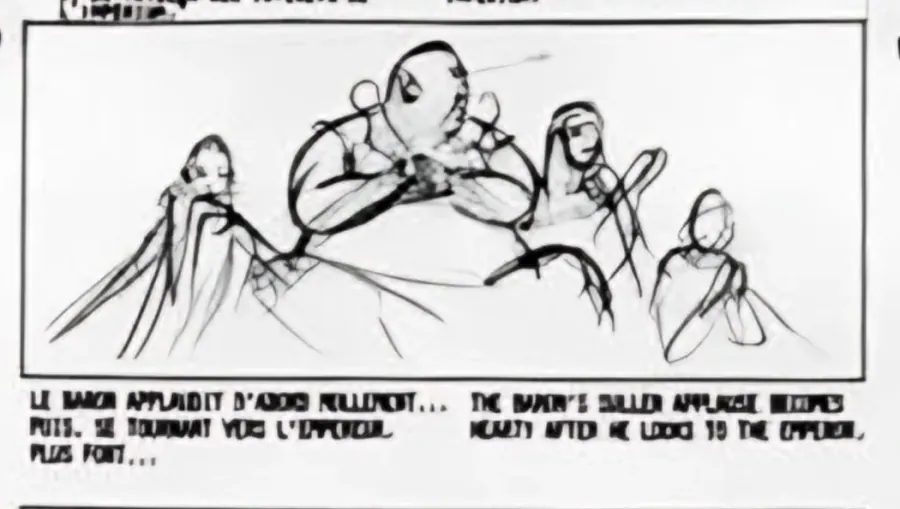 LE BARON APPLAUDIT D'ABORD MOLLEMENT...
PUIS, SE TOURNANT VERS L'EMPEREUR,
PLUS FORT...
THE BARON'S SULLEN APPLAUSE BECOMES
HEARTY AFTER HE LOOKS TO THE EMPEROR.